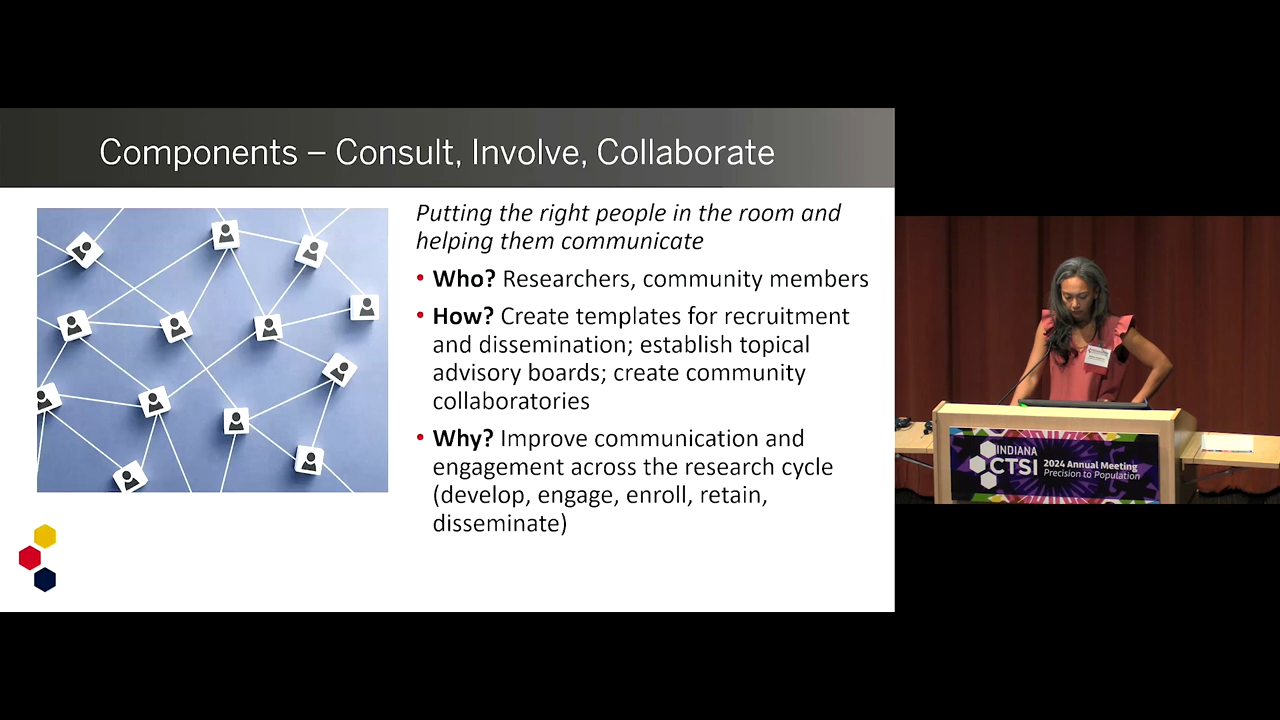 Components – Consult, Involve, Collaborate
Putting the right people in the room and
helping them communicate
• Who? Researchers, community members
• How? Create templates for recruitment
and dissemination; establish topical
advisory boards; create community
collaboratories
• Why? Improve communication and
engagement across the research cycle
(develop, engage, enroll, retain,
disseminate)
INDIANA
CTSI
2024 Annual Meeting
Precision to Population